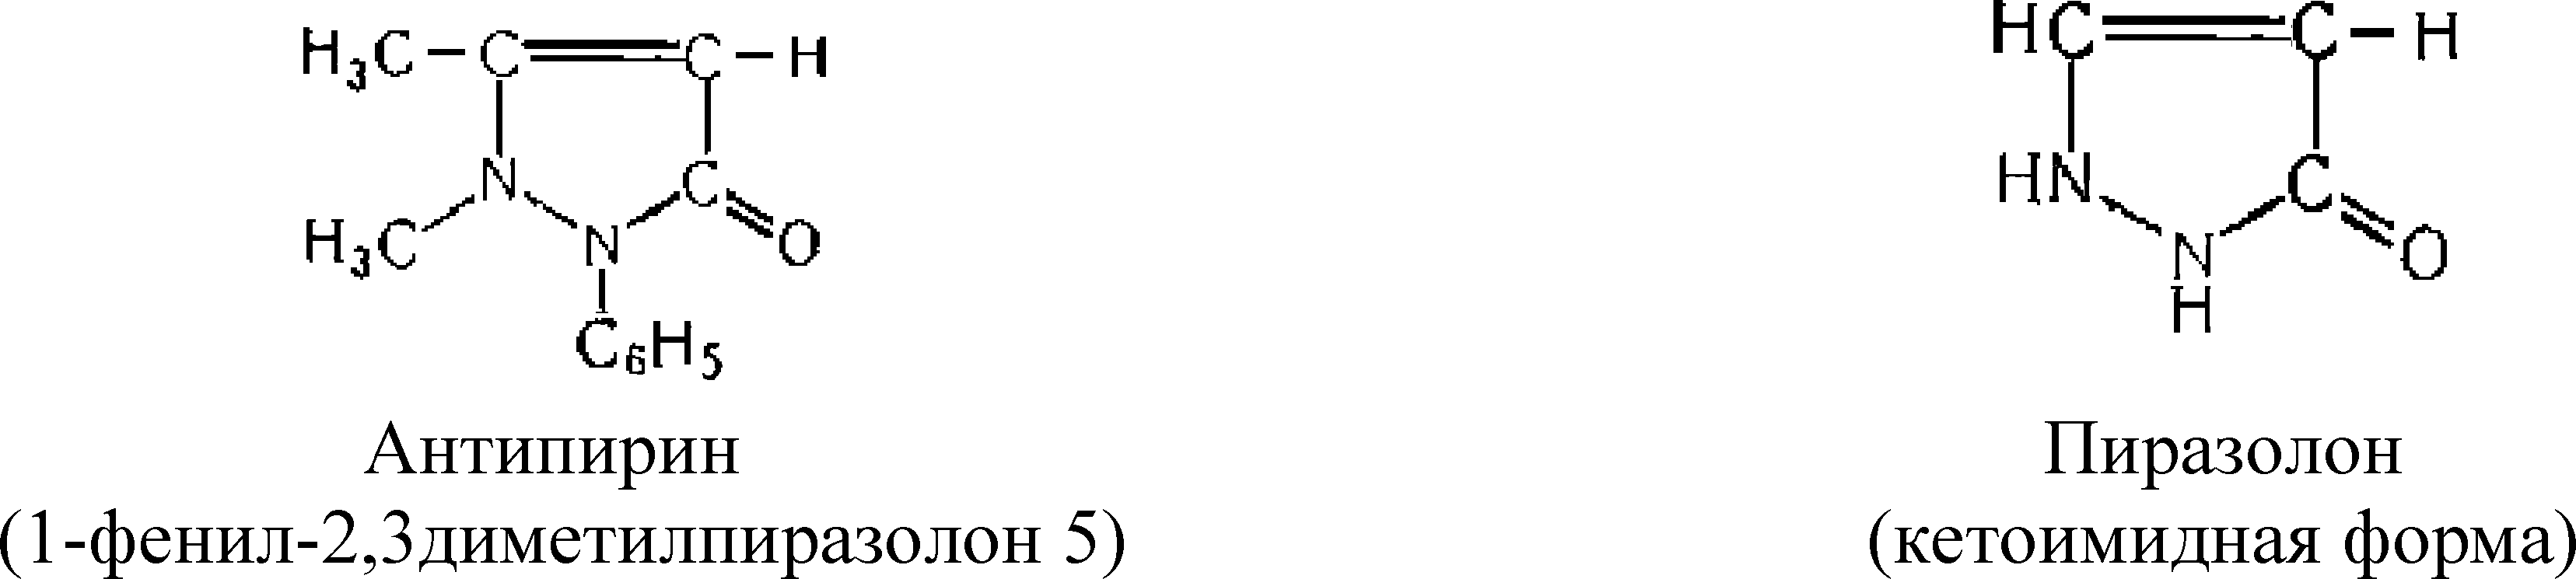 H₃C C C H HC C H
N C HN C
H₃C N O N O
H
C₆H₅
Антипирин Пиразолон
(1-фенил-2,3диметилпиразолон 5) (кетоимидная форма)